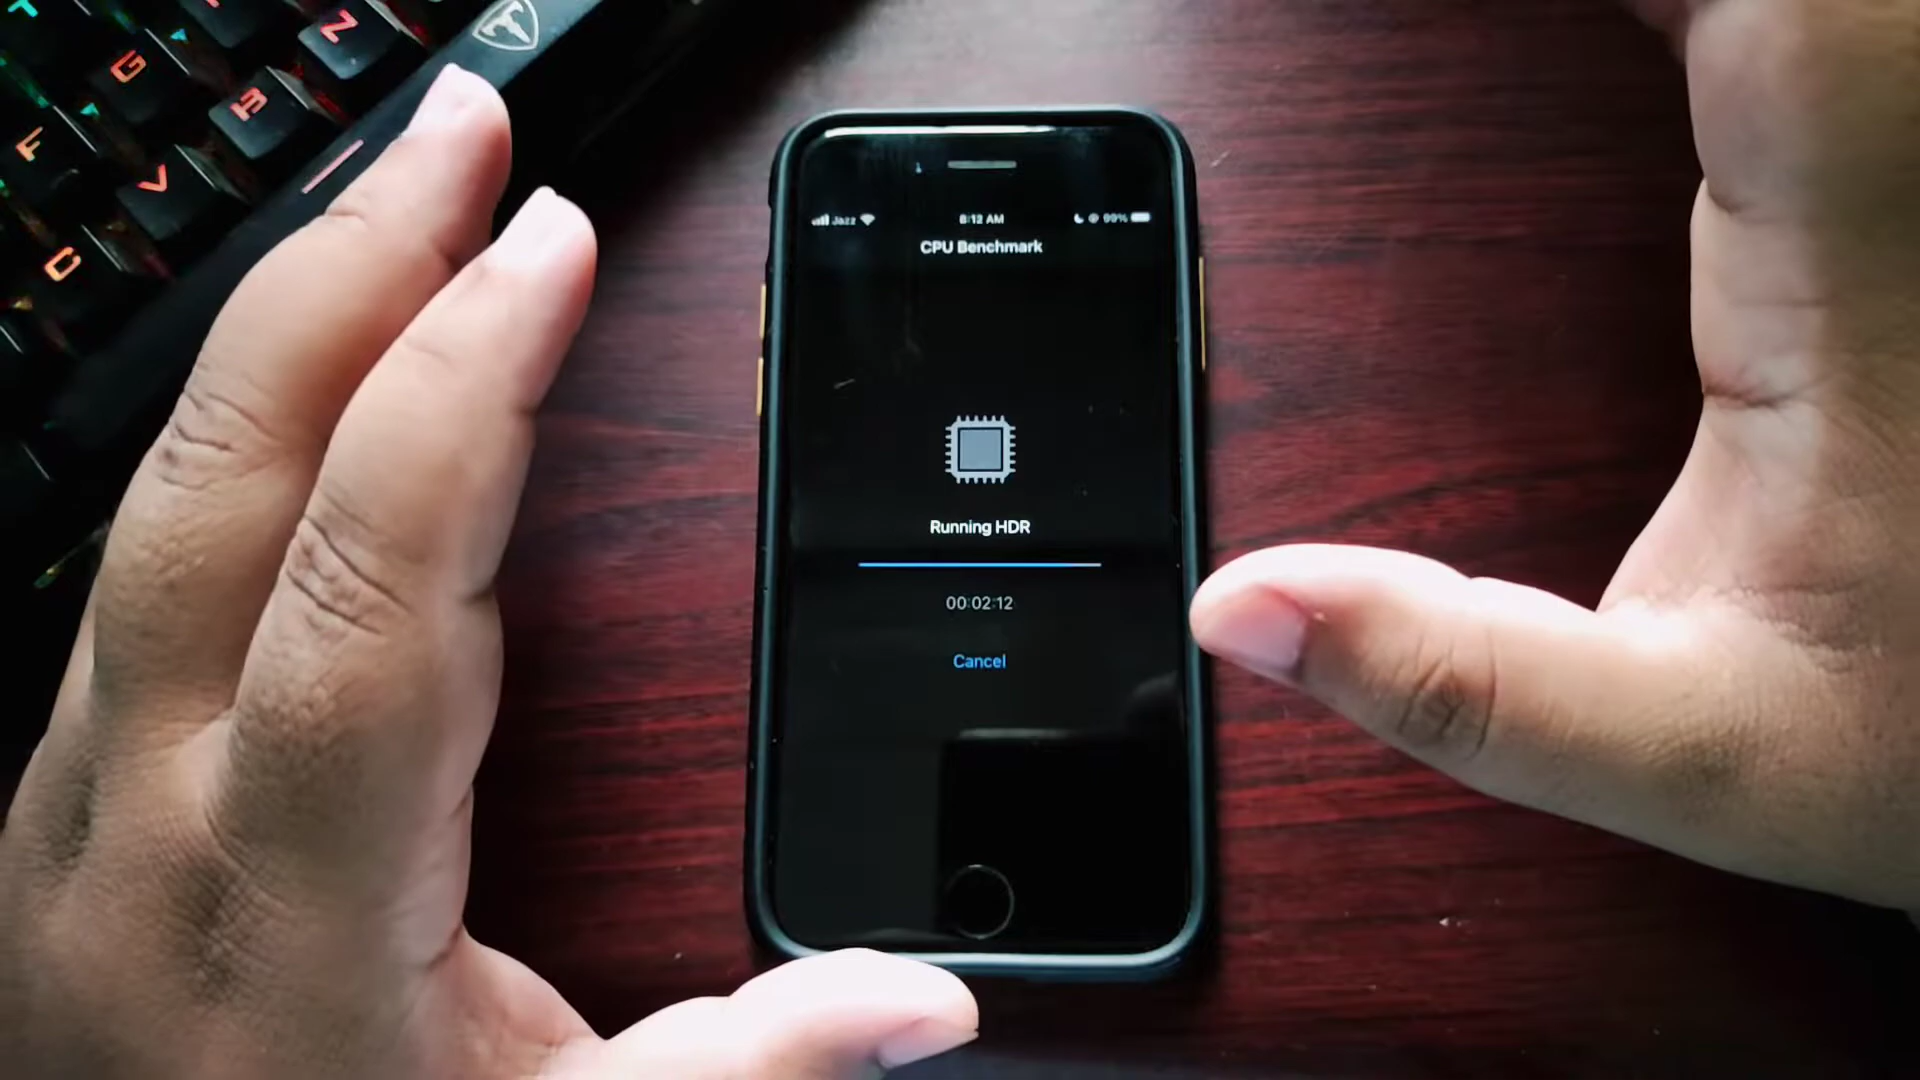 Z
G
B
F
V
C
Jazz 8:12 AM 99%
CPU Benchmark
Running HDR
00:02:12
Cancel